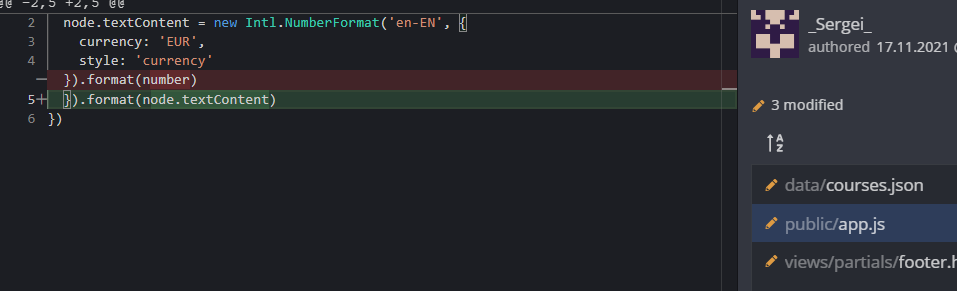 @@ -2,5 +2,5 @@
2 node.textContent = new Intl.NumberFormat('en-EN', {
3 currency: 'EUR',
4 style: 'currency'
- }).format(number)
5+ }).format(node.textContent)
6 })
_Sergei_
authored 17.11.2021
3 modified
A
Z
data/courses.json
public/app.js
views/partials/footer.h